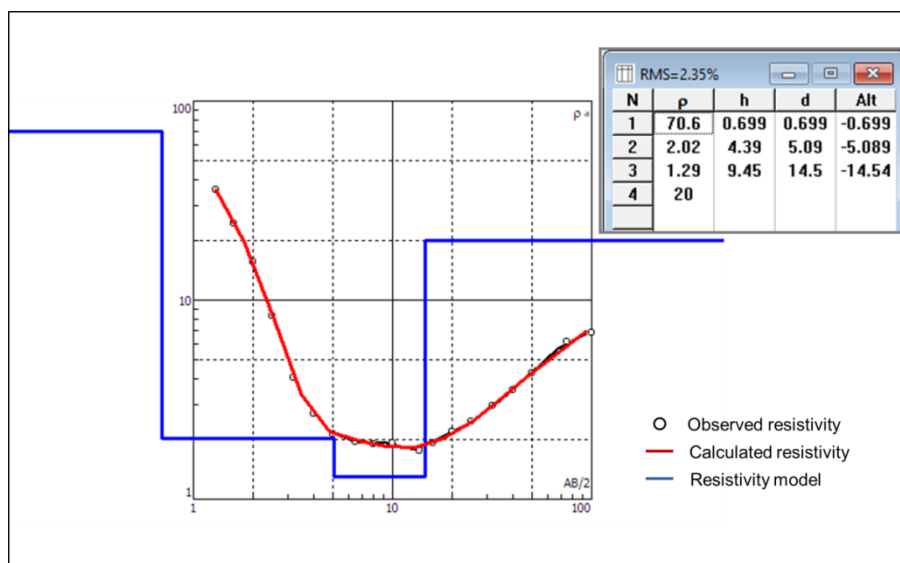 RMS=2.35%
N ρ h d Alt
1 70.6 0.699 0.699 -0.699
2 2.02 4.39 5.09 -5.089
3 1.29 9.45 14.5 -14.54
4 20
100
ρ a
10
1
AB/2
1 10 100
Observed resistivity
Calculated resistivity
Resistivity model